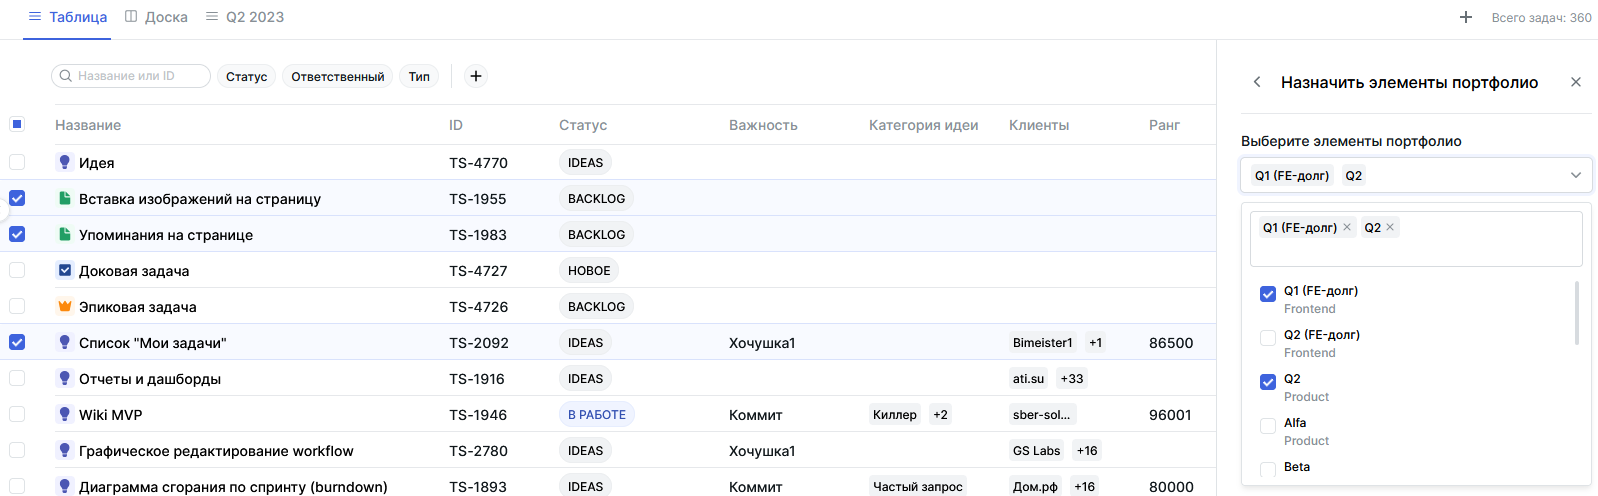 Таблица Доска Q2 2023 Всего задач: 360
Название или ID Статус Ответственный Тип
Название ID Статус Важность Категория идеи Клиенты Ранг
Идея TS-4770 IDEAS
Вставка изображений на страницу TS-1955 BACKLOG
Упоминания на странице TS-1983 BACKLOG
Доковая задача TS-4727 НОВОЕ
Эпиковая задача TS-4726 BACKLOG
Список "Мои задачи" TS-2092 IDEAS Хочушка1 Bimeister1 +1 86500
Отчеты и дашборды TS-1916 IDEAS ati.su +33
Wiki MVP TS-1946 В РАБОТЕ Коммит Киллер +2 sber-sol... 96001
Графическое редактирование workflow TS-2780 IDEAS Хочушка1 GS Labs +16
Диаграмма сгорания по спринту (burndown) TS-1893 IDEAS Коммит Частый запрос Дом.рф +16 80000
Назначить элементы портфолио
Выберите элементы портфолио
Q1 (FE-долг) Q2
Q1 (FE-долг) Q2
Q1 (FE-долг)
Frontend
Q2 (FE-долг)
Frontend
Q2
Product
Alfa
Product
Beta